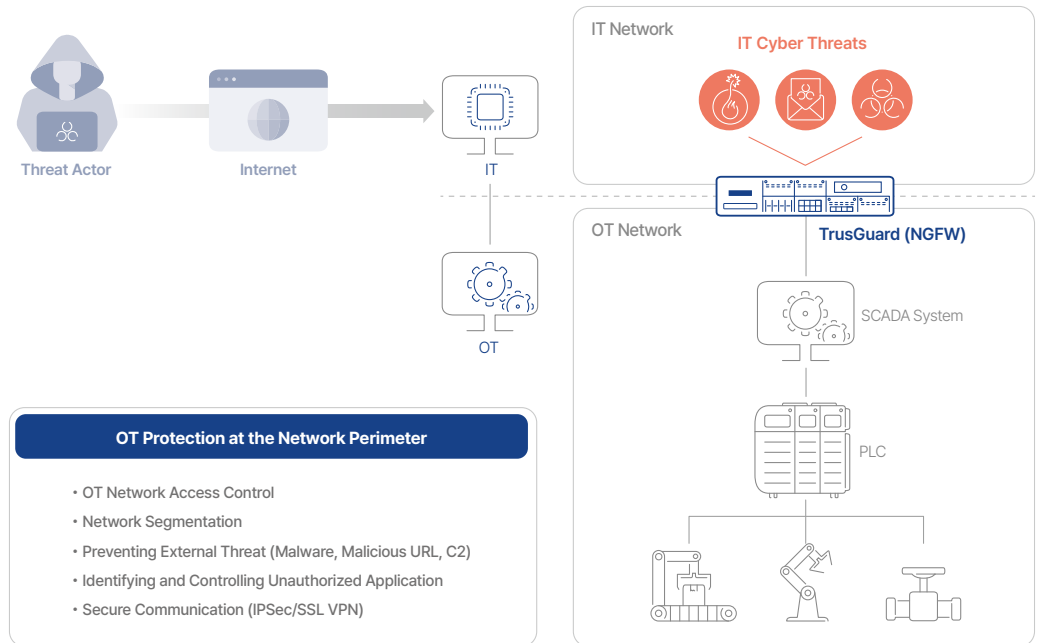 IT Network
IT Cyber Threats
Threat Actor
Internet
IT
OT Network
TrusGuard (NGFW)
SCADA System
OT
PLC
OT Protection at the Network Perimeter
• OT Network Access Control
• Network Segmentation
• Preventing External Threat (Malware, Malicious URL, C2)
• Identifying and Controlling Unauthorized Application
• Secure Communication (IPSec/SSL VPN)